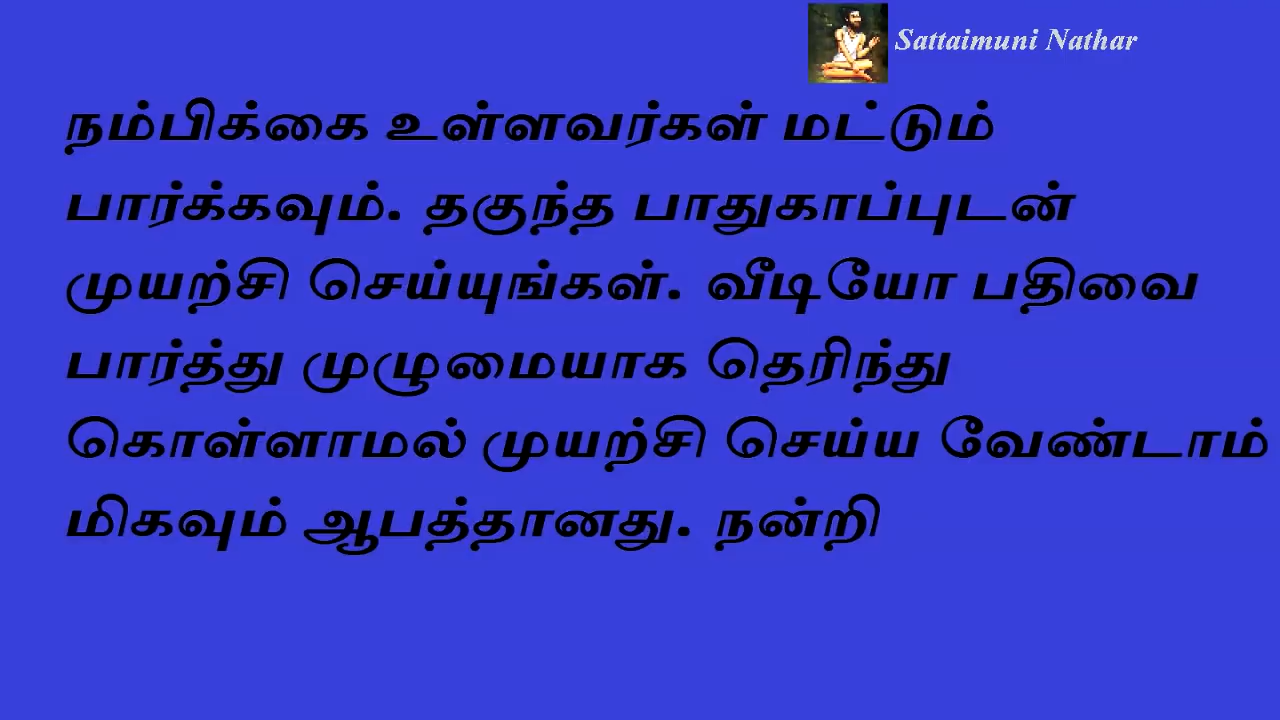 Sattaimuni Nathar
நம்பிக்கை உள்ளவர்கள் மட்டும்
பார்க்கவும். தகுந்த பாதுகாப்புடன்
முயற்சி செய்யுங்கள். வீடியோ பதிவை
பார்த்து முழுமையாக தெரிந்து
கொள்ளாமல் முயற்சி செய்ய வேண்டாம்
மிகவும் ஆபத்தானது. நன்றி